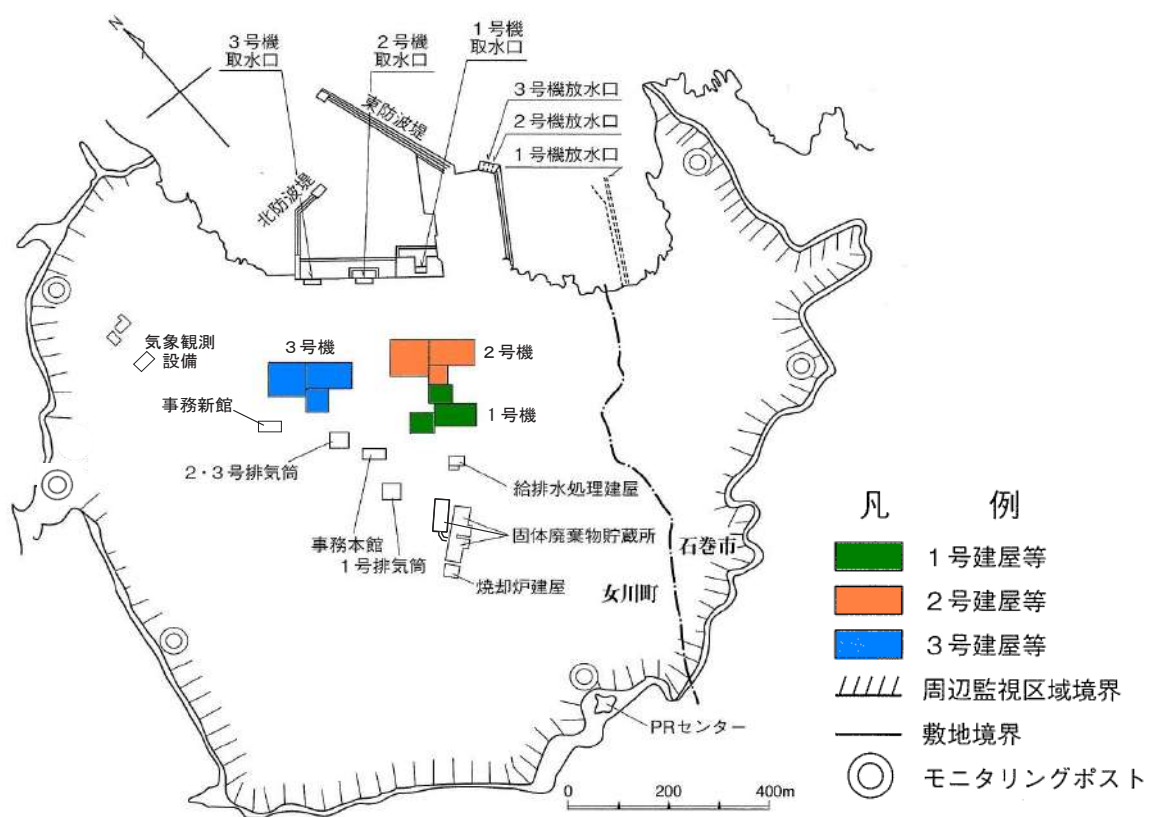 N
3号機
取水口
2号機
取水口
1号機
取水口
3号機放水口
2号機放水口
1号機放水口
東防波堤
北防波堤
気象観測
設備
3号機
2号機
1号機
事務新館
2・3号排気筒
事務本館
1号排気筒
給排水処理建屋
固体廃棄物貯蔵所
焼却炉建屋
石巻市
女川町
PRセンター
0 200 400m
凡例
1号建屋等
2号建屋等
3号建屋等
周辺監視区域境界
敷地境界
モニタリングポスト